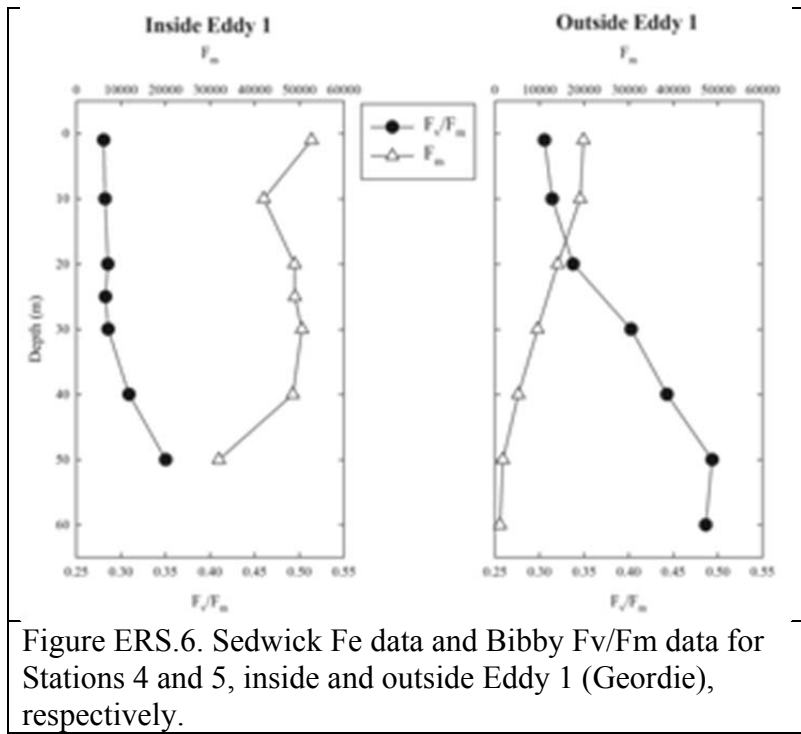 Inside Eddy 1
Outside Eddy 1
Fm
Fm
0 10000 20000 30000 40000 50000 60000
0 10000 20000 30000 40000 50000 60000
Fv/Fm
Fm
Depth (m)
0
10
20
30
40
50
60
0.25 0.30 0.35 0.40 0.45 0.50 0.55
0.25 0.30 0.35 0.40 0.45 0.50 0.55
Fv/Fm
Fv/Fm
Figure ERS.6. Sedwick Fe data and Bibby Fv/Fm data for
Stations 4 and 5, inside and outside Eddy 1 (Geordie),
respectively.